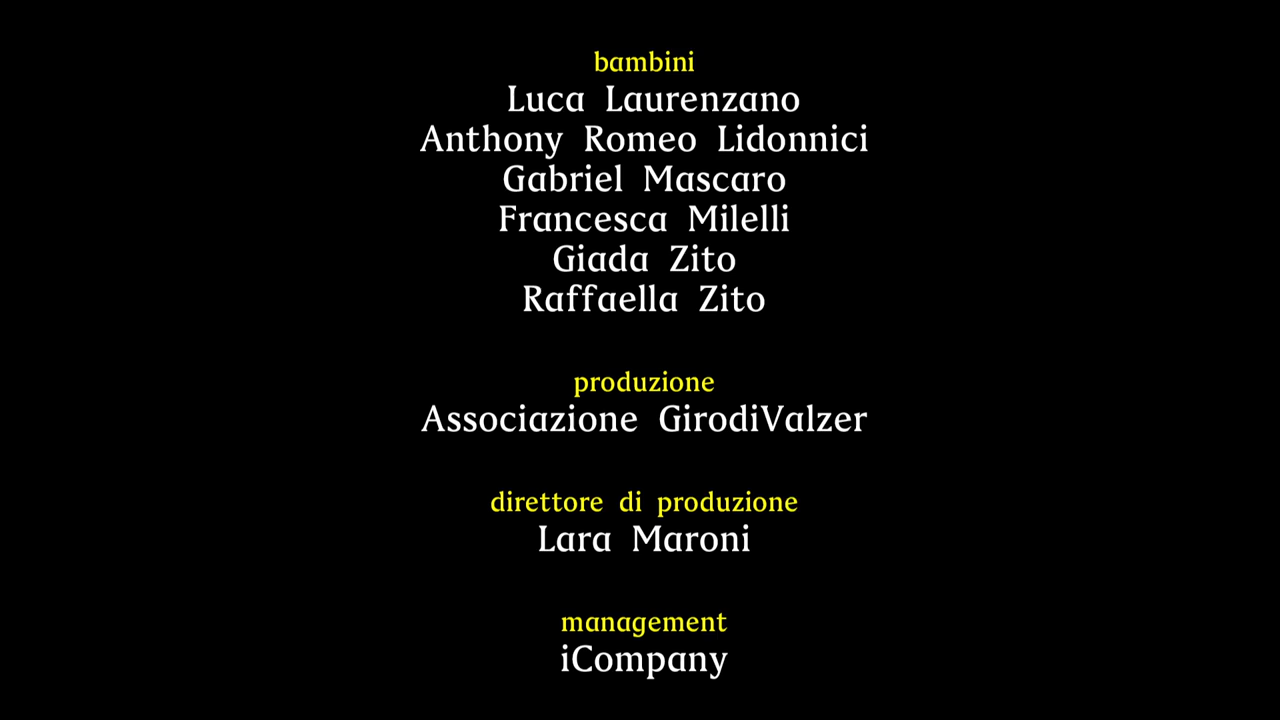 bambini
Luca Laurenzano
Anthony Romeo Lidonnici
Gabriel Mascaro
Francesca Milelli
Giada Zito
Raffaella Zito
produzione
Associazione GirodiValzer
direttore di produzione
Lara Maroni
management
iCompany